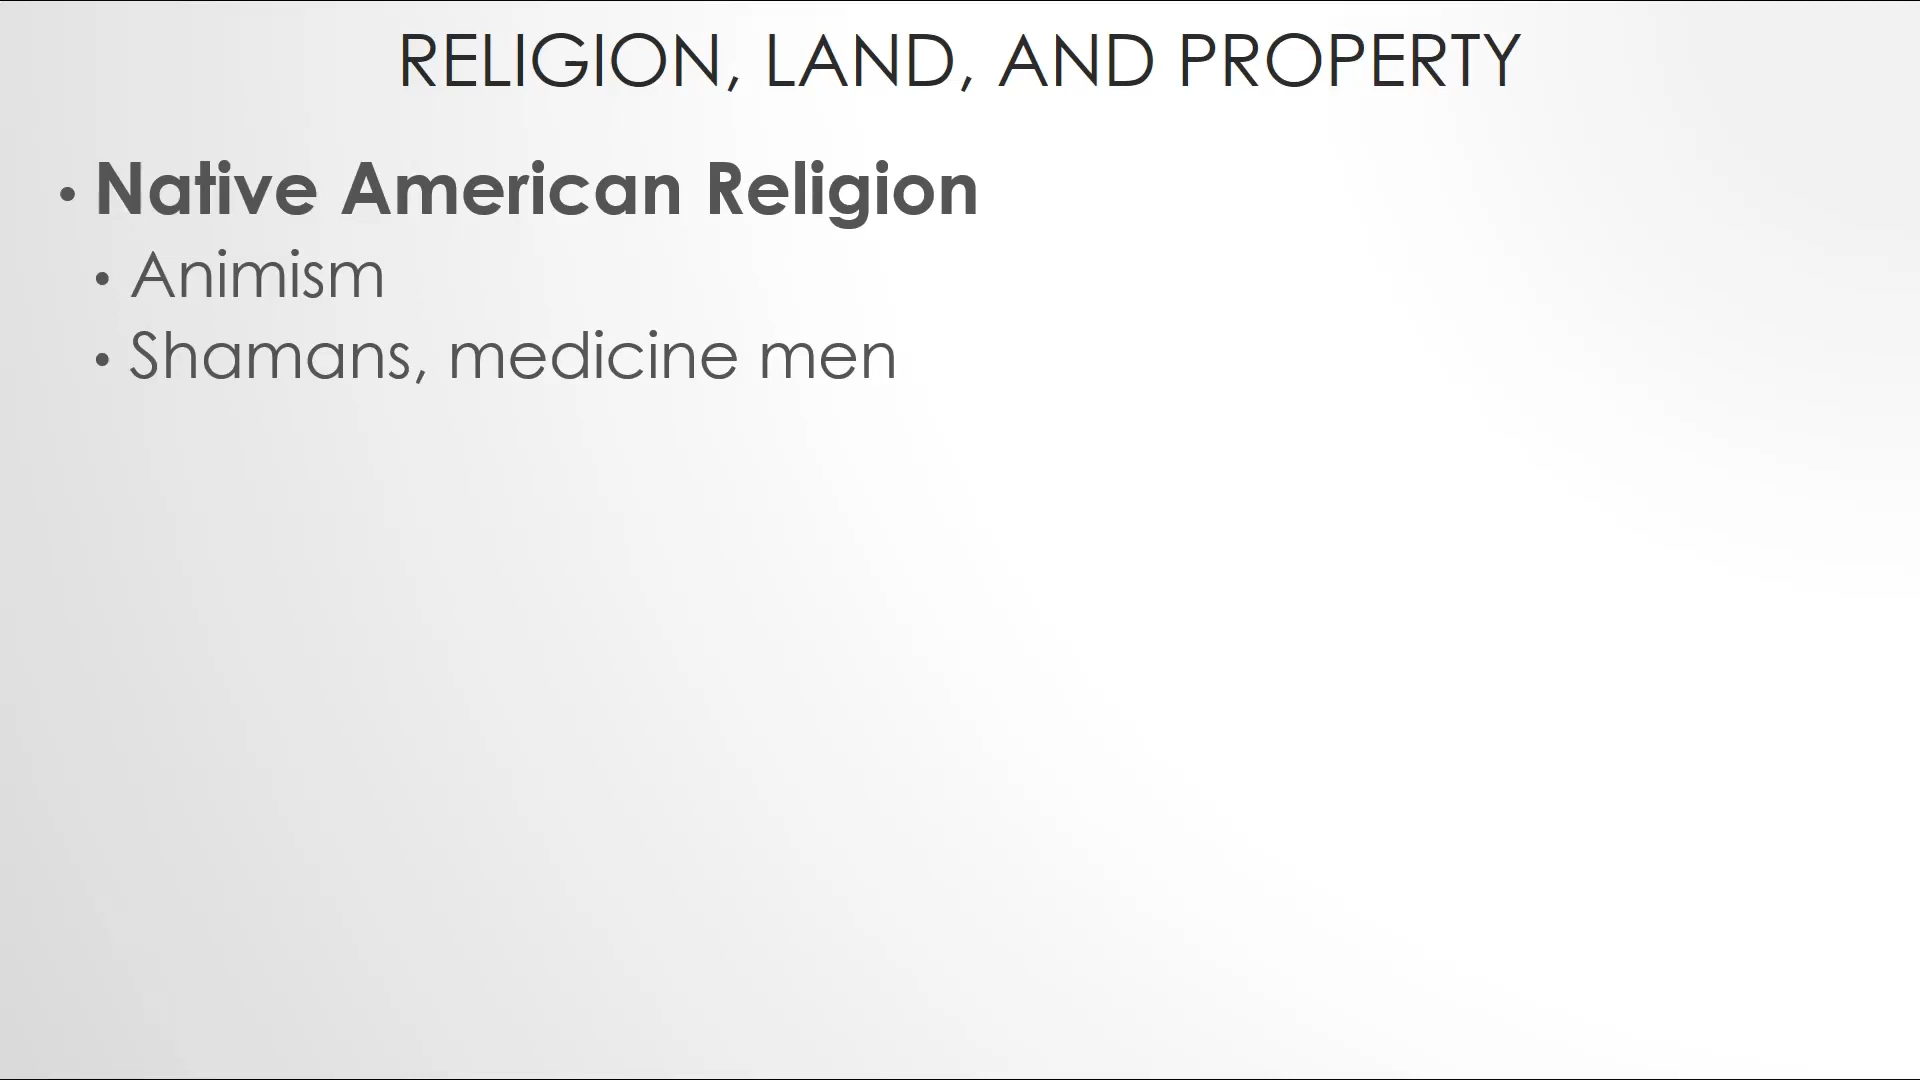 RELIGION, LAND, AND PROPERTY
• Native American Religion
• Animism
• Shamans, medicine men